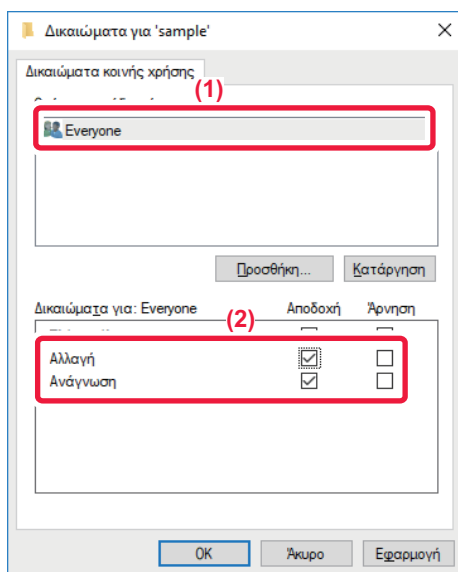 Δικαιώματα για 'sample'
Δικαιώματα κοινής χρήσης
(1)
Everyone
Προσθήκη...
Κατάργηση
Δικαιώματα για: Everyone
Αποδοχή
Άρνηση
(2)
Αλλαγή
Ανάγνωση
OK
Άκυρο
Εφαρμογή